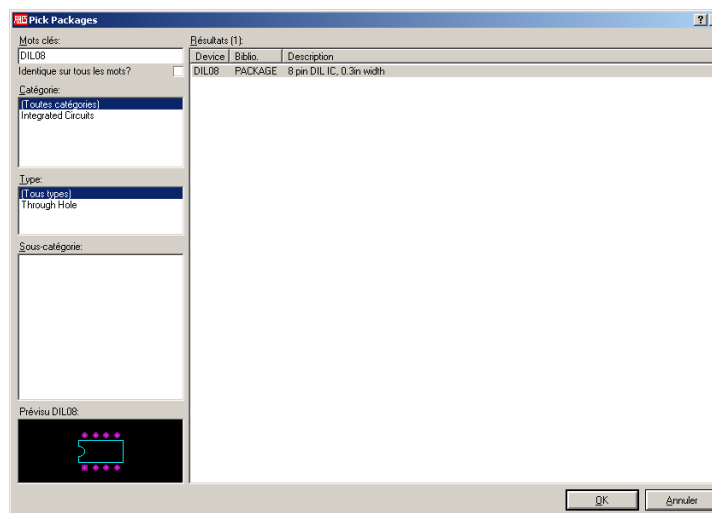 ARES Pick Packages
Mots clés:
DIL08
Identique sur tous les mots?
Catégorie:
(Toutes catégories)
Integrated Circuits
Type:
(Tous types)
Through Hole
Sous-catégorie:
Prévisu DIL08:
Résultats (1):
Device Biblio. Description
DIL08 PACKAGE 8 pin DIL IC, 0.3in width
OK Annuler